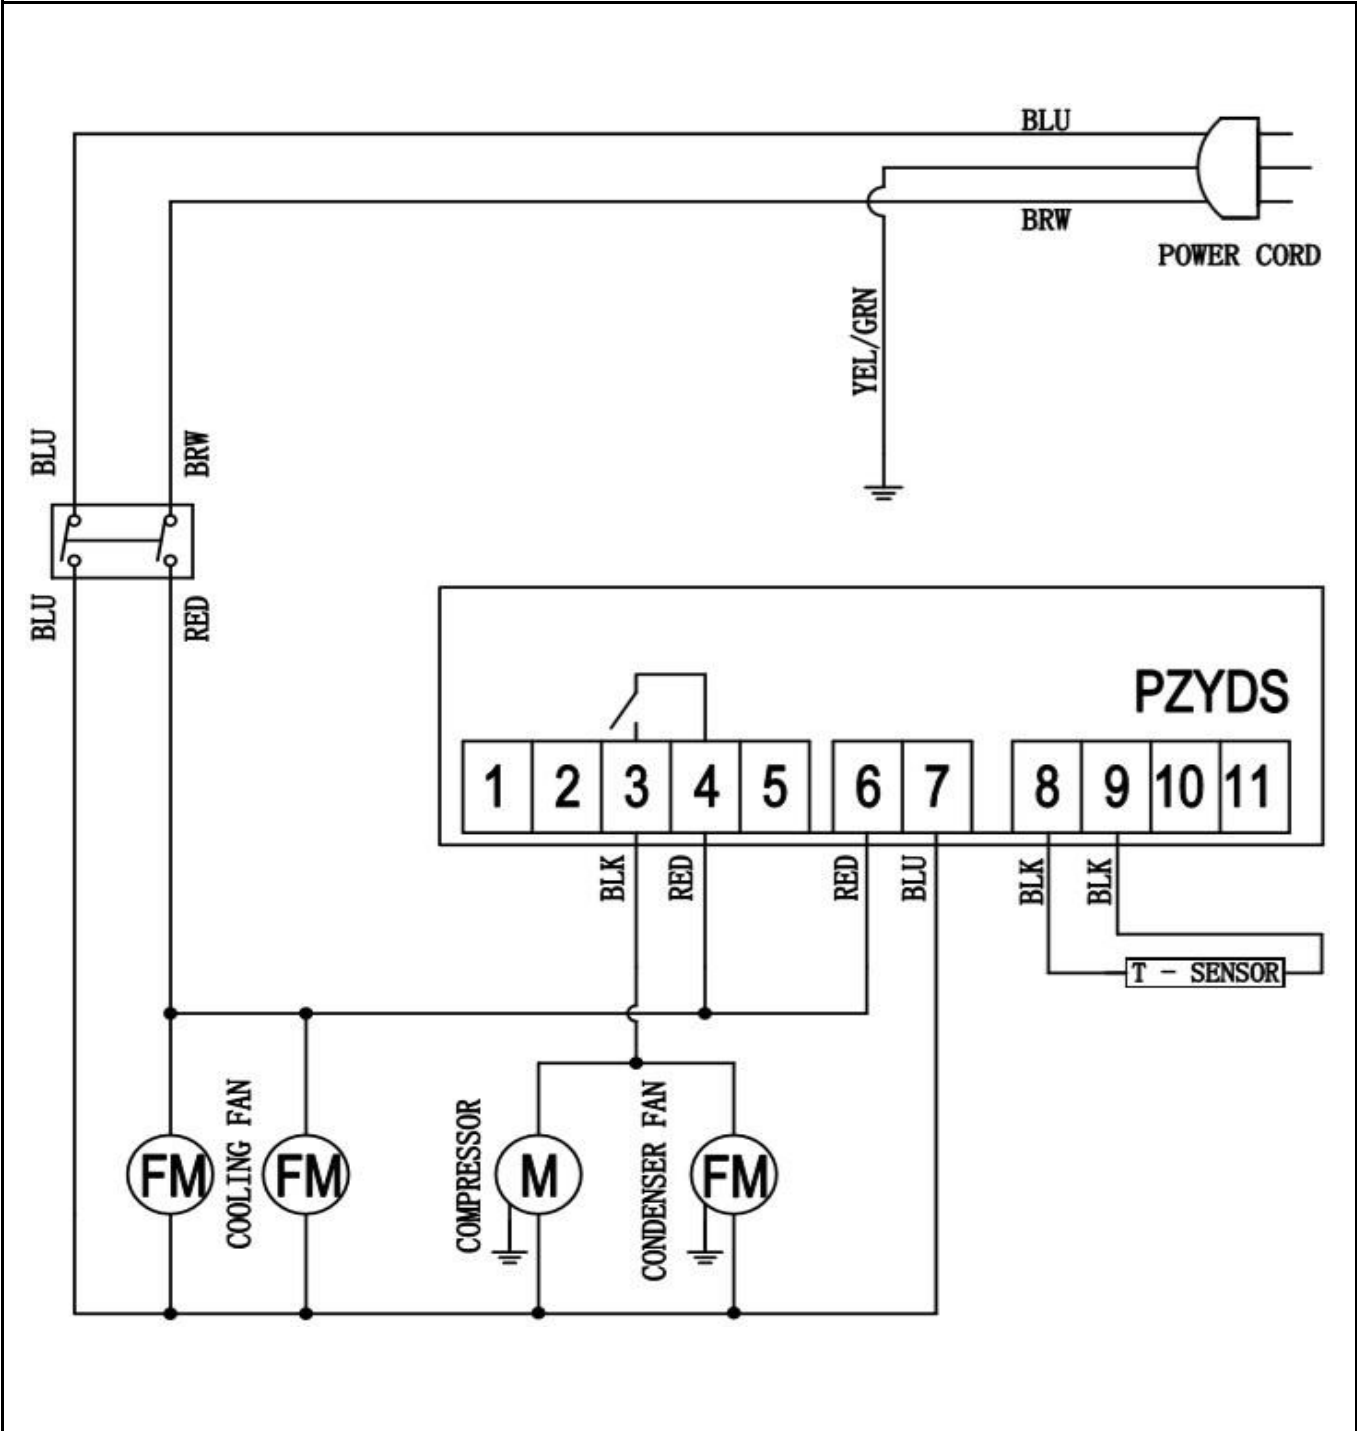 BLU
BRW
POWER CORD
YEL/GRN
BLU
BRW
BLU
RED
PZYDS
1 2 3 4 5 6 7 8 9 10 11
BLK
RED
RED
BLU
BLK
BLK
T - SENSOR
FM
COOLING FAN
FM
COMPRESSOR
M
CONDENSER FAN
FM